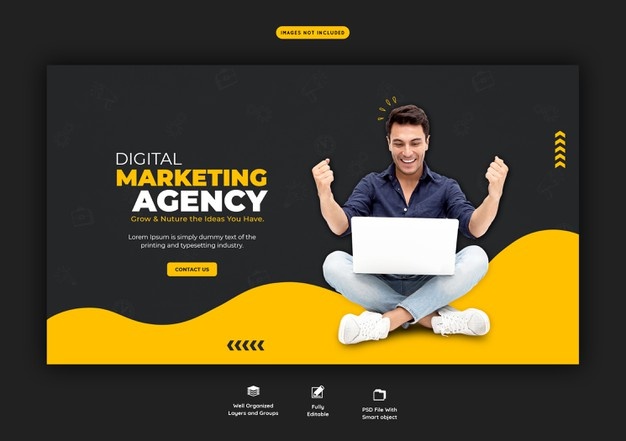 IMAGES NOT INCLUDED
DIGITAL
MARKETING
AGENCY
Grow & Nuture the Ideas You Have.
Lorem Ipsum is simply dummy text of the
printing and typesetting industry.
CONTACT US
Well Organized
Layers and Groups
Fully
Editable
PSD File With
Smart object